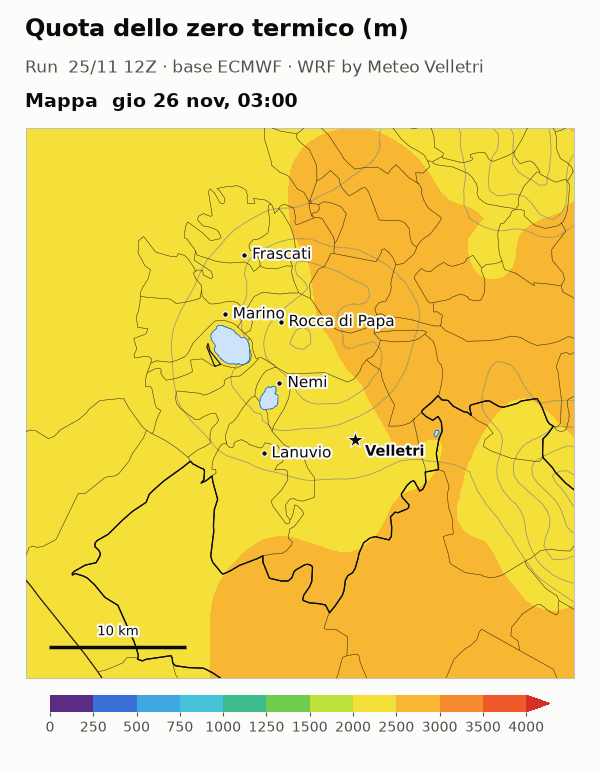 Quota dello zero termico (m)
Run  25/11 12Z · base ECMWF · WRF by Meteo Velletri
Mappa  gio 26 nov, 03:00
Frascati
Marino
Rocca di Papa
Nemi
Velletri
Lanuvio
10 km
0 250 500 750 1000 1250 1500 2000 2500 3000 3500 4000